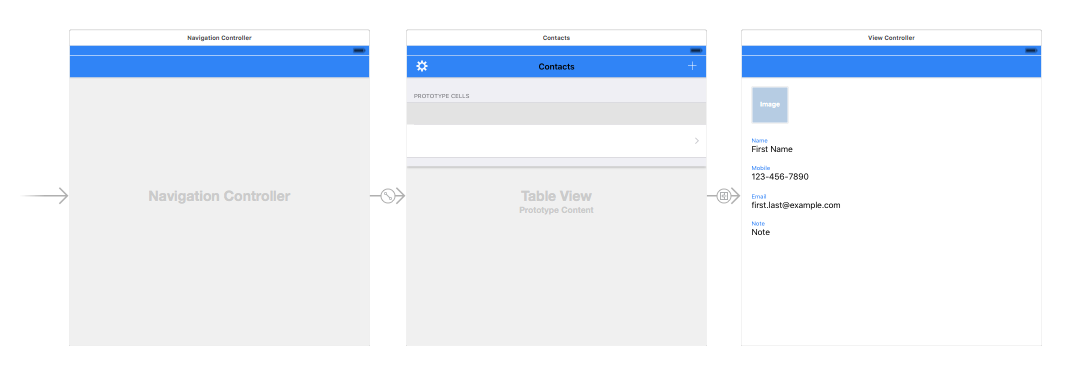 Navigation Controller
Navigation Controller
Contacts
Contacts
PROTOTYPE CELLS
Table View
Prototype Content
View Controller
Image
Name
First Name
Mobile
123-456-7890
Email
first.last@example.com
Note
Note